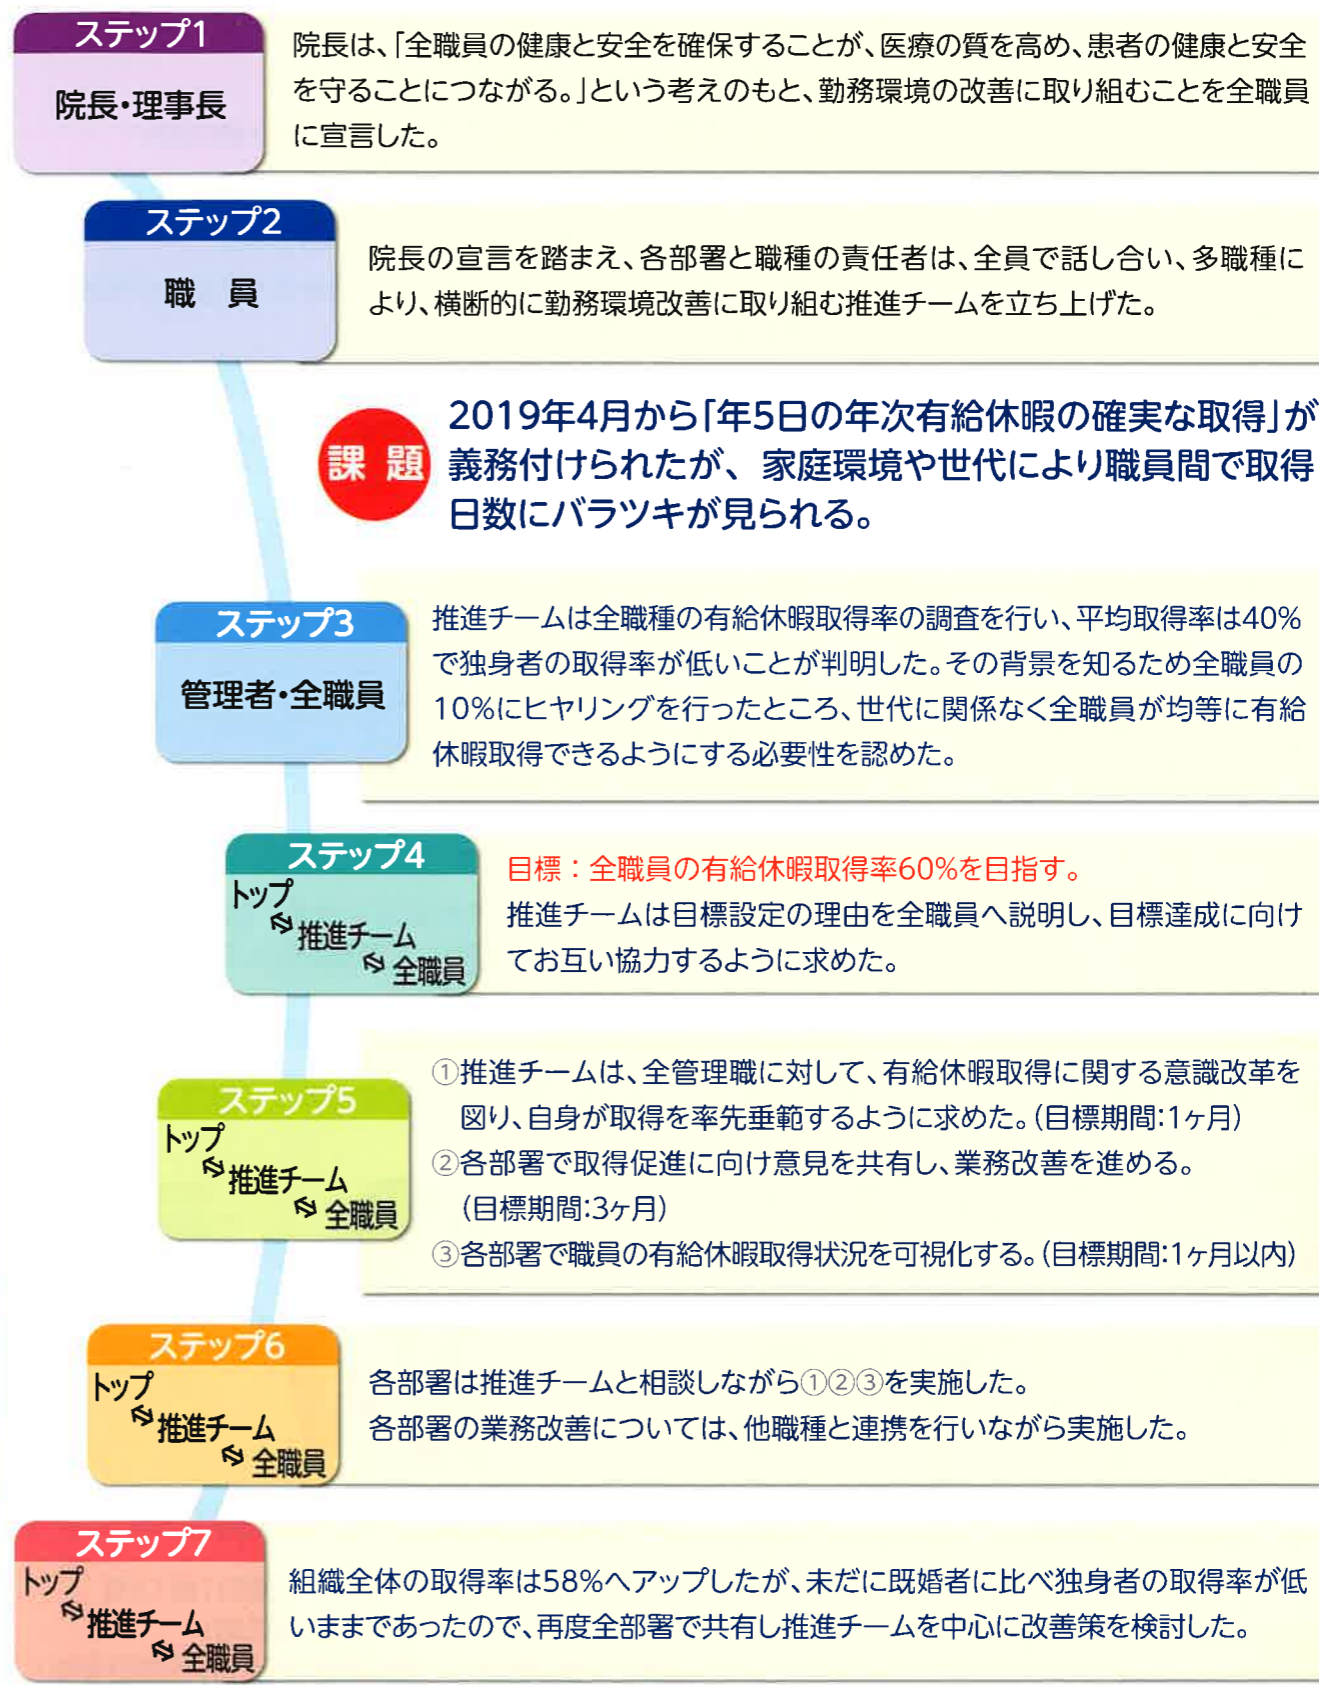 ステップ1
院長・理事長
院長は、「全職員の健康と安全を確保することが、医療の質を高め、患者の健康と安全
を守ることにつながる。」という考えのもと、勤務環境の改善に取り組むことを全職員
に宣言した。
ステップ2
職 員
院長の宣言を踏まえ、各部署と職種の責任者は、全員で話し合い、多職種に
より、横断的に勤務環境改善に取り組む推進チームを立ち上げた。
課 題
2019年4月から「年5日の年次有給休暇の確実な取得」が
義務付けられたが、家庭環境や世代により職員間で取得
日数にバラツキが見られる。
ステップ3
管理者・全職員
推進チームは全職種の有給休暇取得率の調査を行い、平均取得率は40%
で独身者の取得率が低いことが判明した。その背景を知るため全職員の
10%にヒヤリングを行ったところ、世代に関係なく全職員が均等に有給
休暇取得できるようにする必要性を認めた。
ステップ4
トップ
⇔推進チーム
⇔全職員
目標：全職員の有給休暇取得率60%を目指す。
推進チームは目標設定の理由を全職員へ説明し、目標達成に向け
てお互い協力するように求めた。
ステップ5
トップ
⇔推進チーム
⇔全職員
①推進チームは、全管理職に対して、有給休暇取得に関する意識改革を
図り、自身が取得を率先垂範するように求めた。(目標期間:1ヶ月)
②各部署で取得促進に向け意見を共有し、業務改善を進める。
(目標期間:3ヶ月)
③各部署で職員の有給休暇取得状況を可視化する。(目標期間:1ヶ月以内)
ステップ6
トップ
⇔推進チーム
⇔全職員
各部署は推進チームと相談しながら①②③を実施した。
各部署の業務改善については、他職種と連携を行いながら実施した。
ステップ7
トップ
⇔推進チーム
⇔全職員
組織全体の取得率は58%へアップしたが、未だに既婚者に比べ独身者の取得率が低
いままであったので、再度全部署で共有し推進チームを中心に改善策を検討した。